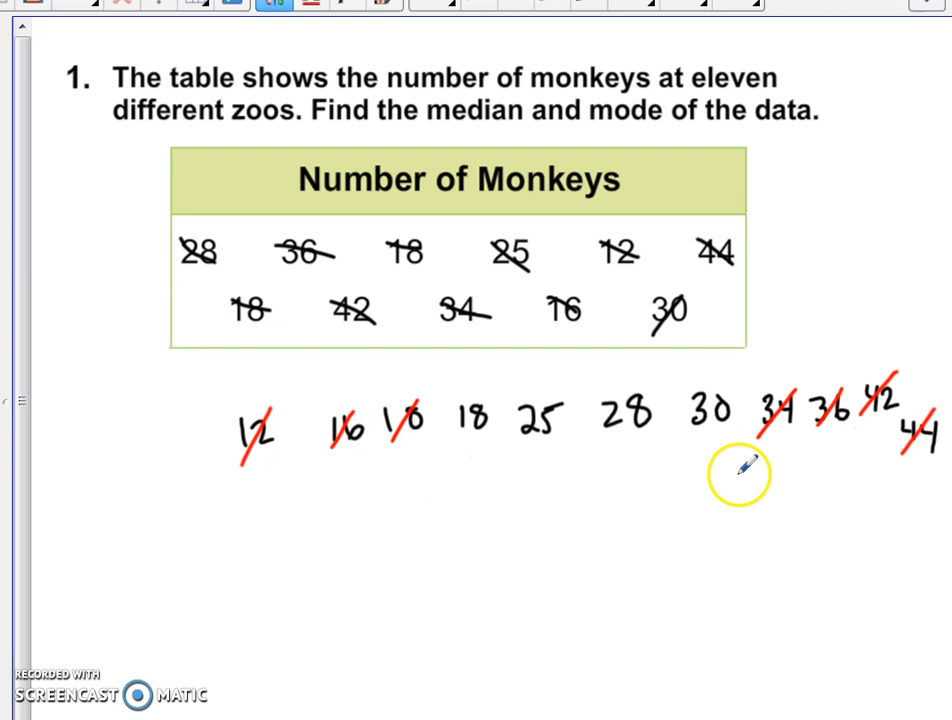 1. The table shows the number of monkeys at eleven
different zoos. Find the median and mode of the data.
Number of Monkeys
28 36 18 25 12 44
18 42 34 16 30
12 16 18 18 25 28 30 34 36 42
44
RECORDED WITH
SCREENCAST MATIC